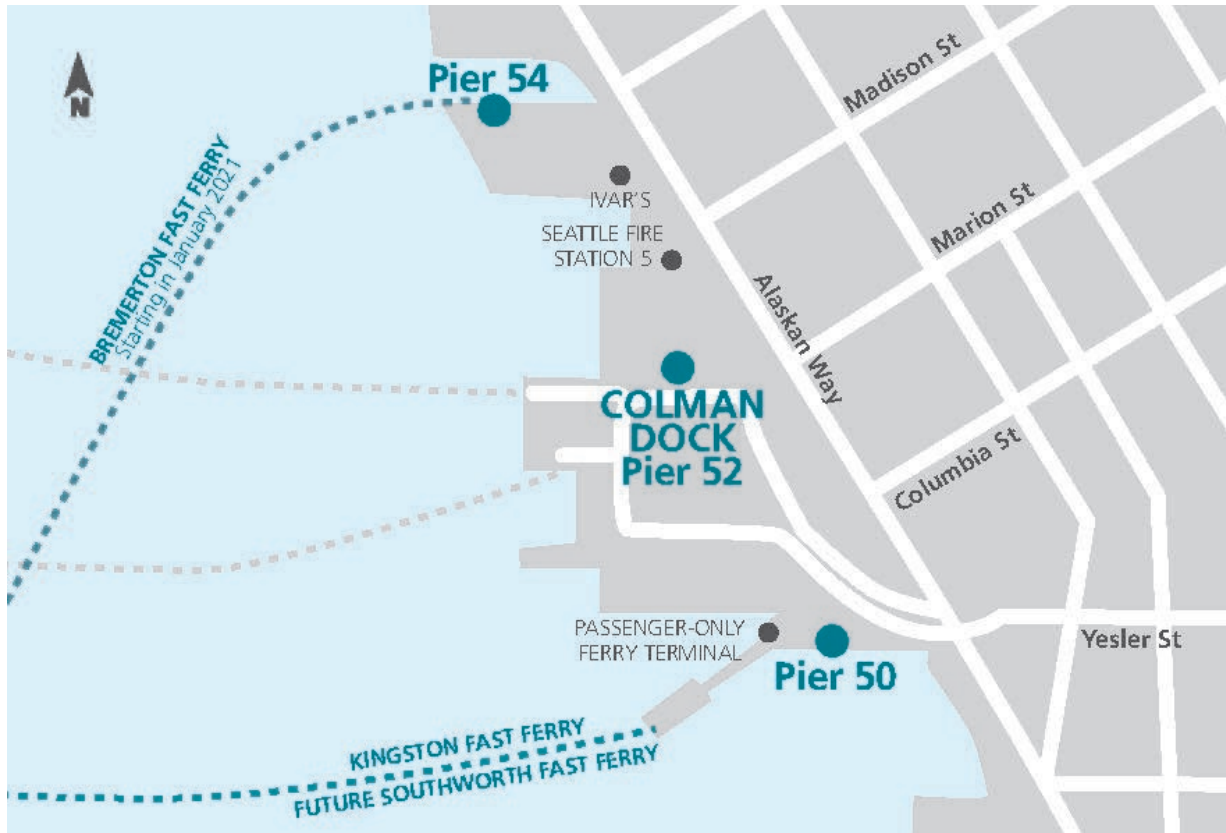 N
Pier 54
Madison St
BREMERTON FAST FERRY
Starting in January 2021
IVAR'S
SEATTLE FIRE
STATION 5
Marion St
Alaskan Way
COLMAN
DOCK
Pier 52
Columbia St
PASSENGER-ONLY
FERRY TERMINAL
Pier 50
Yesler St
KINGSTON FAST FERRY
FUTURE SOUTHWORTH FAST FERRY